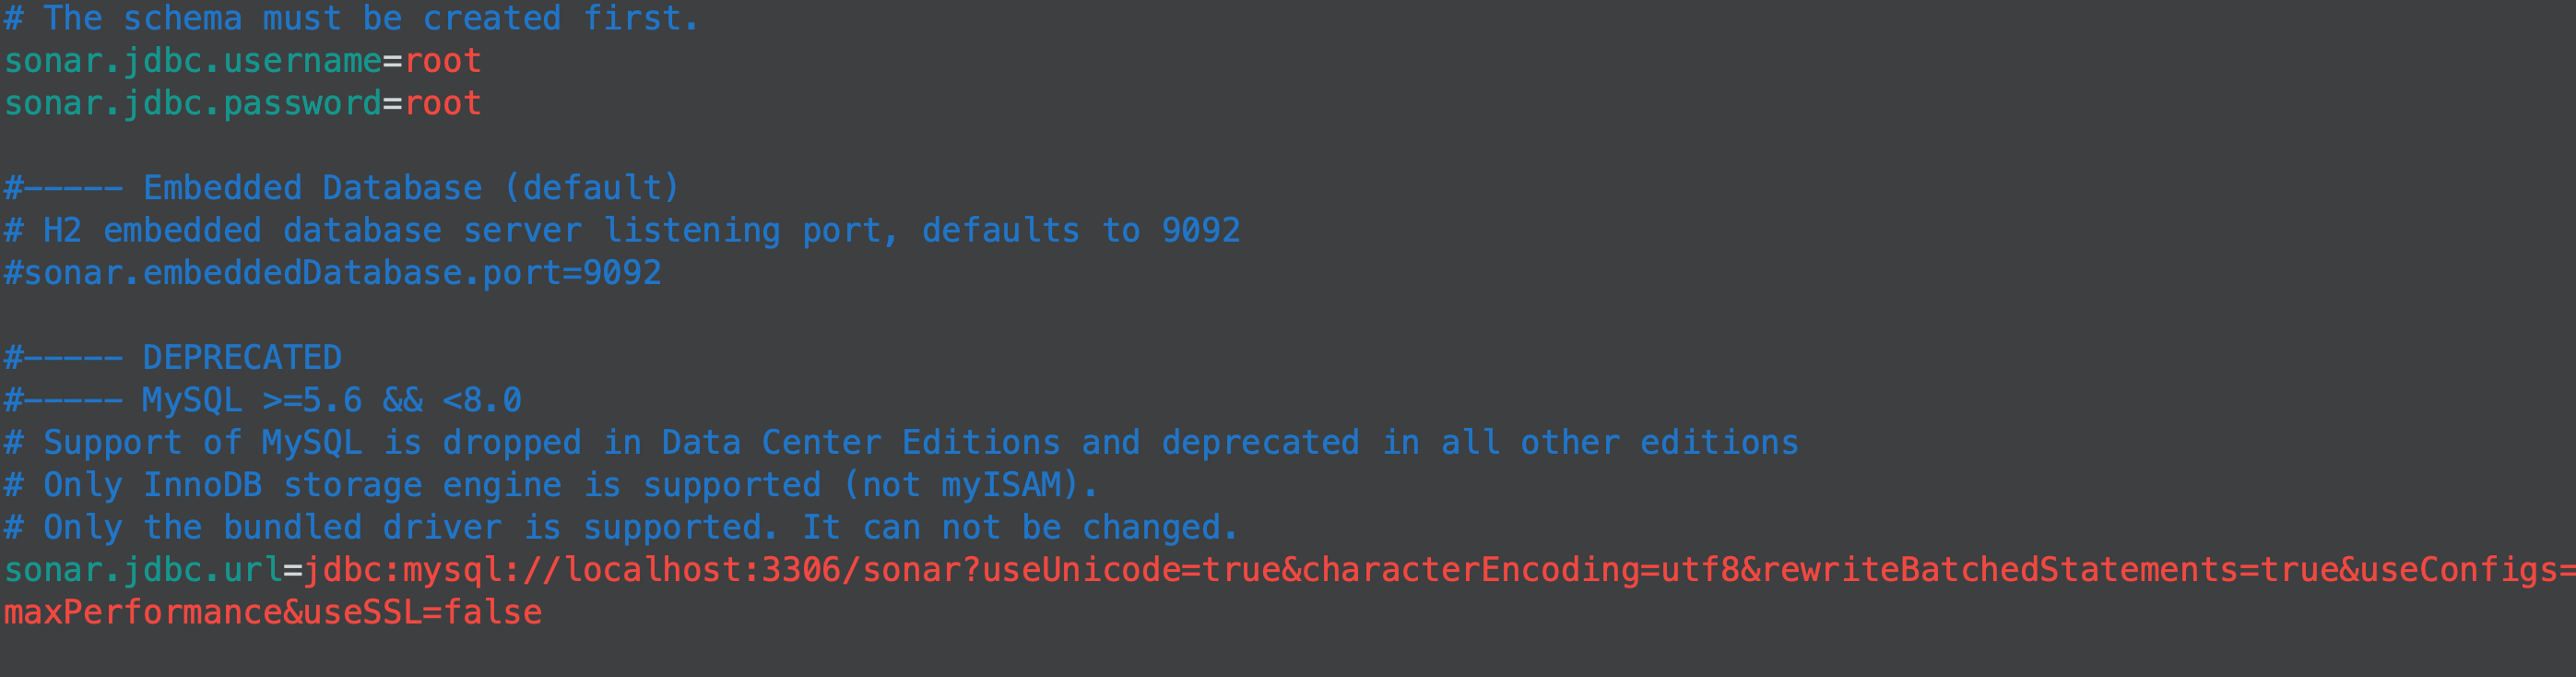 # The schema must be created first.
sonar.jdbc.username=root
sonar.jdbc.password=root
#----- Embedded Database (default)
# H2 embedded database server listening port, defaults to 9092
#sonar.embeddedDatabase.port=9092
#----- DEPRECATED
#----- MySQL >=5.6 && <8.0
# Support of MySQL is dropped in Data Center Editions and deprecated in all other editions
# Only InnoDB storage engine is supported (not myISAM).
# Only the bundled driver is supported. It can not be changed.
sonar.jdbc.url=jdbc:mysql://localhost:3306/sonar?useUnicode=true&characterEncoding=utf8&rewriteBatchedStatements=true&useConfigs=
maxPerformance&useSSL=false